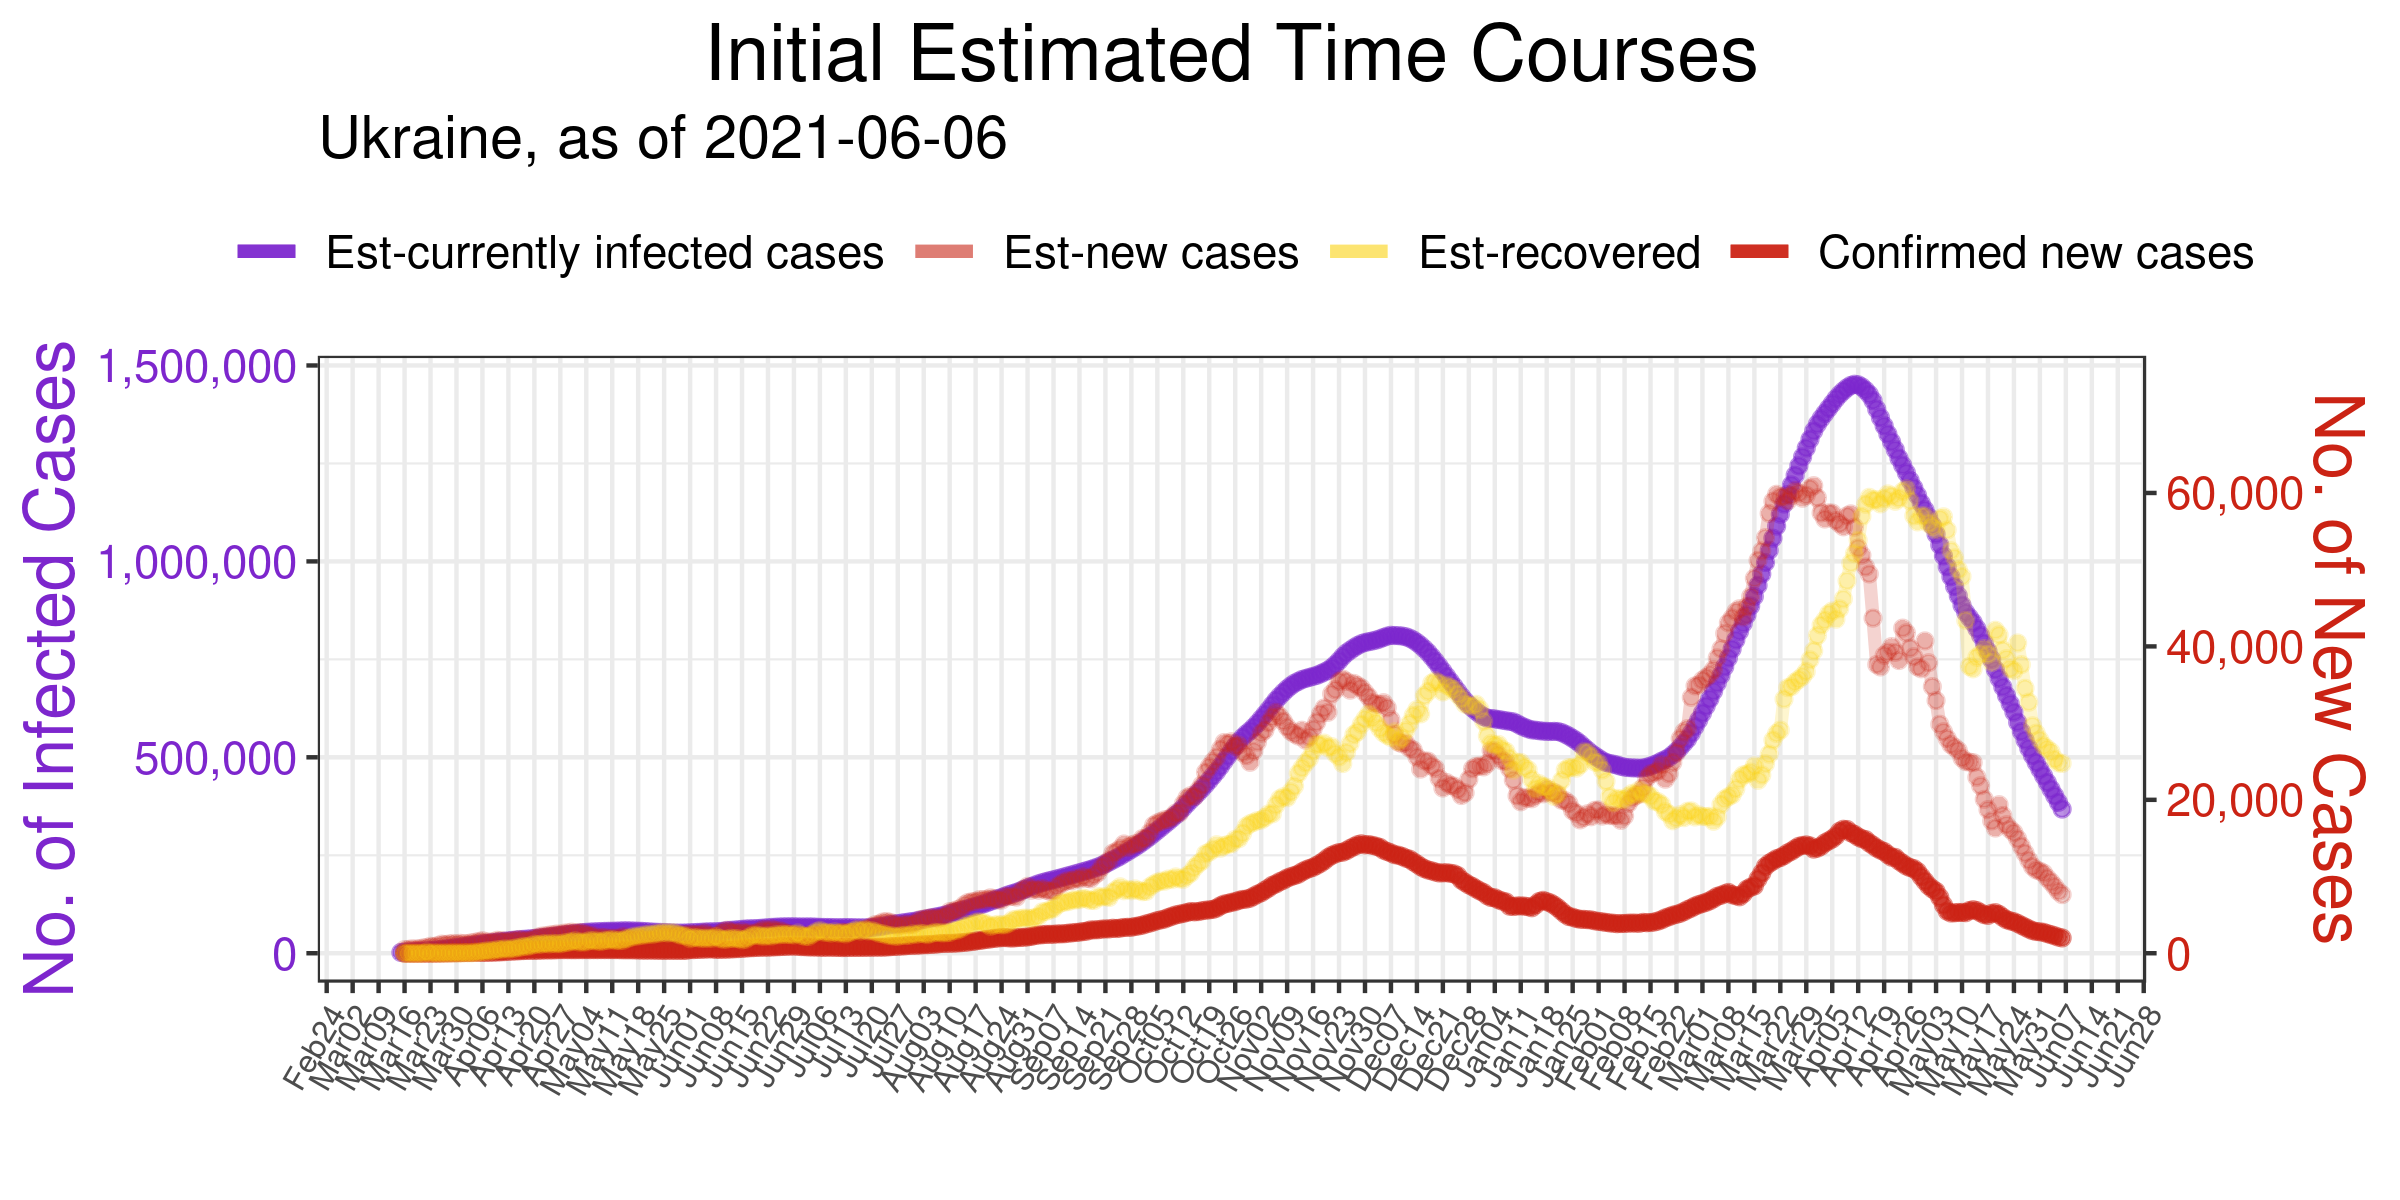 Initial Estimated Time Courses
Ukraine, as of 2021-06-06
Est-currently infected cases Est-new cases Est-recovered Confirmed new cases
No. of Infected Cases
1,500,000
1,000,000
500,000
0
60,000
40,000
20,000
0
No. of New Cases
Feb24 Mar02 Mar09 Mar16 Mar23 Mar30 Apr06 Apr13 Apr20 Apr27 May04 May11 May18 May25 Jun01 Jun08 Jun15 Jun22 Jun29 Jul06 Jul13 Jul20 Jul27 Aug03 Aug10 Aug17 Aug24 Aug31 Sep07 Sep14 Sep21 Sep28 Oct05 Oct12 Oct19 Oct26 Nov02 Nov09 Nov16 Nov23 Nov30 Dec07 Dec14 Dec21 Dec28 Jan04 Jan11 Jan18 Jan25 Feb01 Feb08 Feb15 Feb22 Mar01 Mar08 Mar15 Mar22 Mar29 Apr05 Apr12 Apr19 Apr26 May03 May10 May17 May24 May31 Jun07 Jun14 Jun21 Jun28